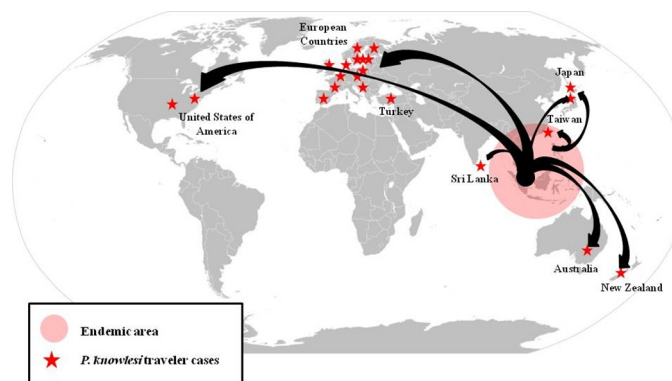 European
Countries
Japan
United States of
America
Turkey
Taiwan
Sri Lanka
Australia
New Zealand
Endemic area
P. knowlesi traveler cases